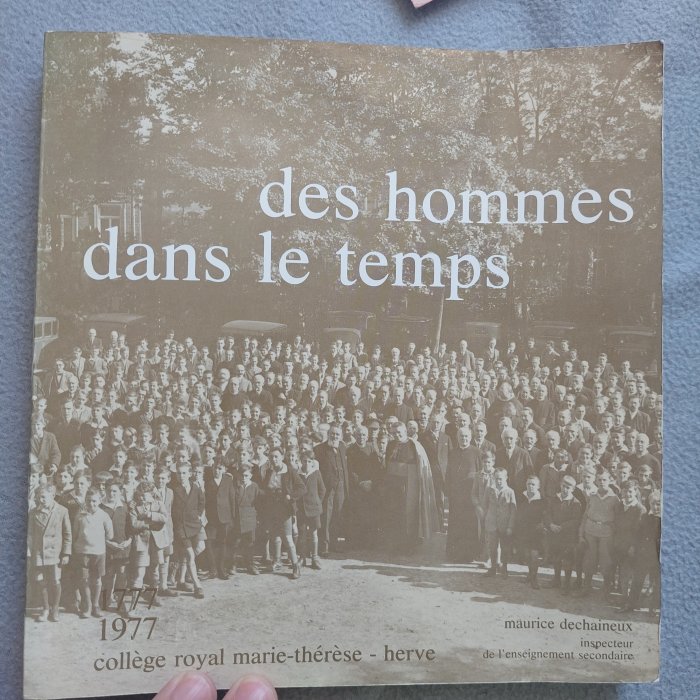 des hommes
dans le temps
1777
1977
collège royal marie-thérèse - herve
maurice dechaineux
inspecteur
de l'enseignement secondaire